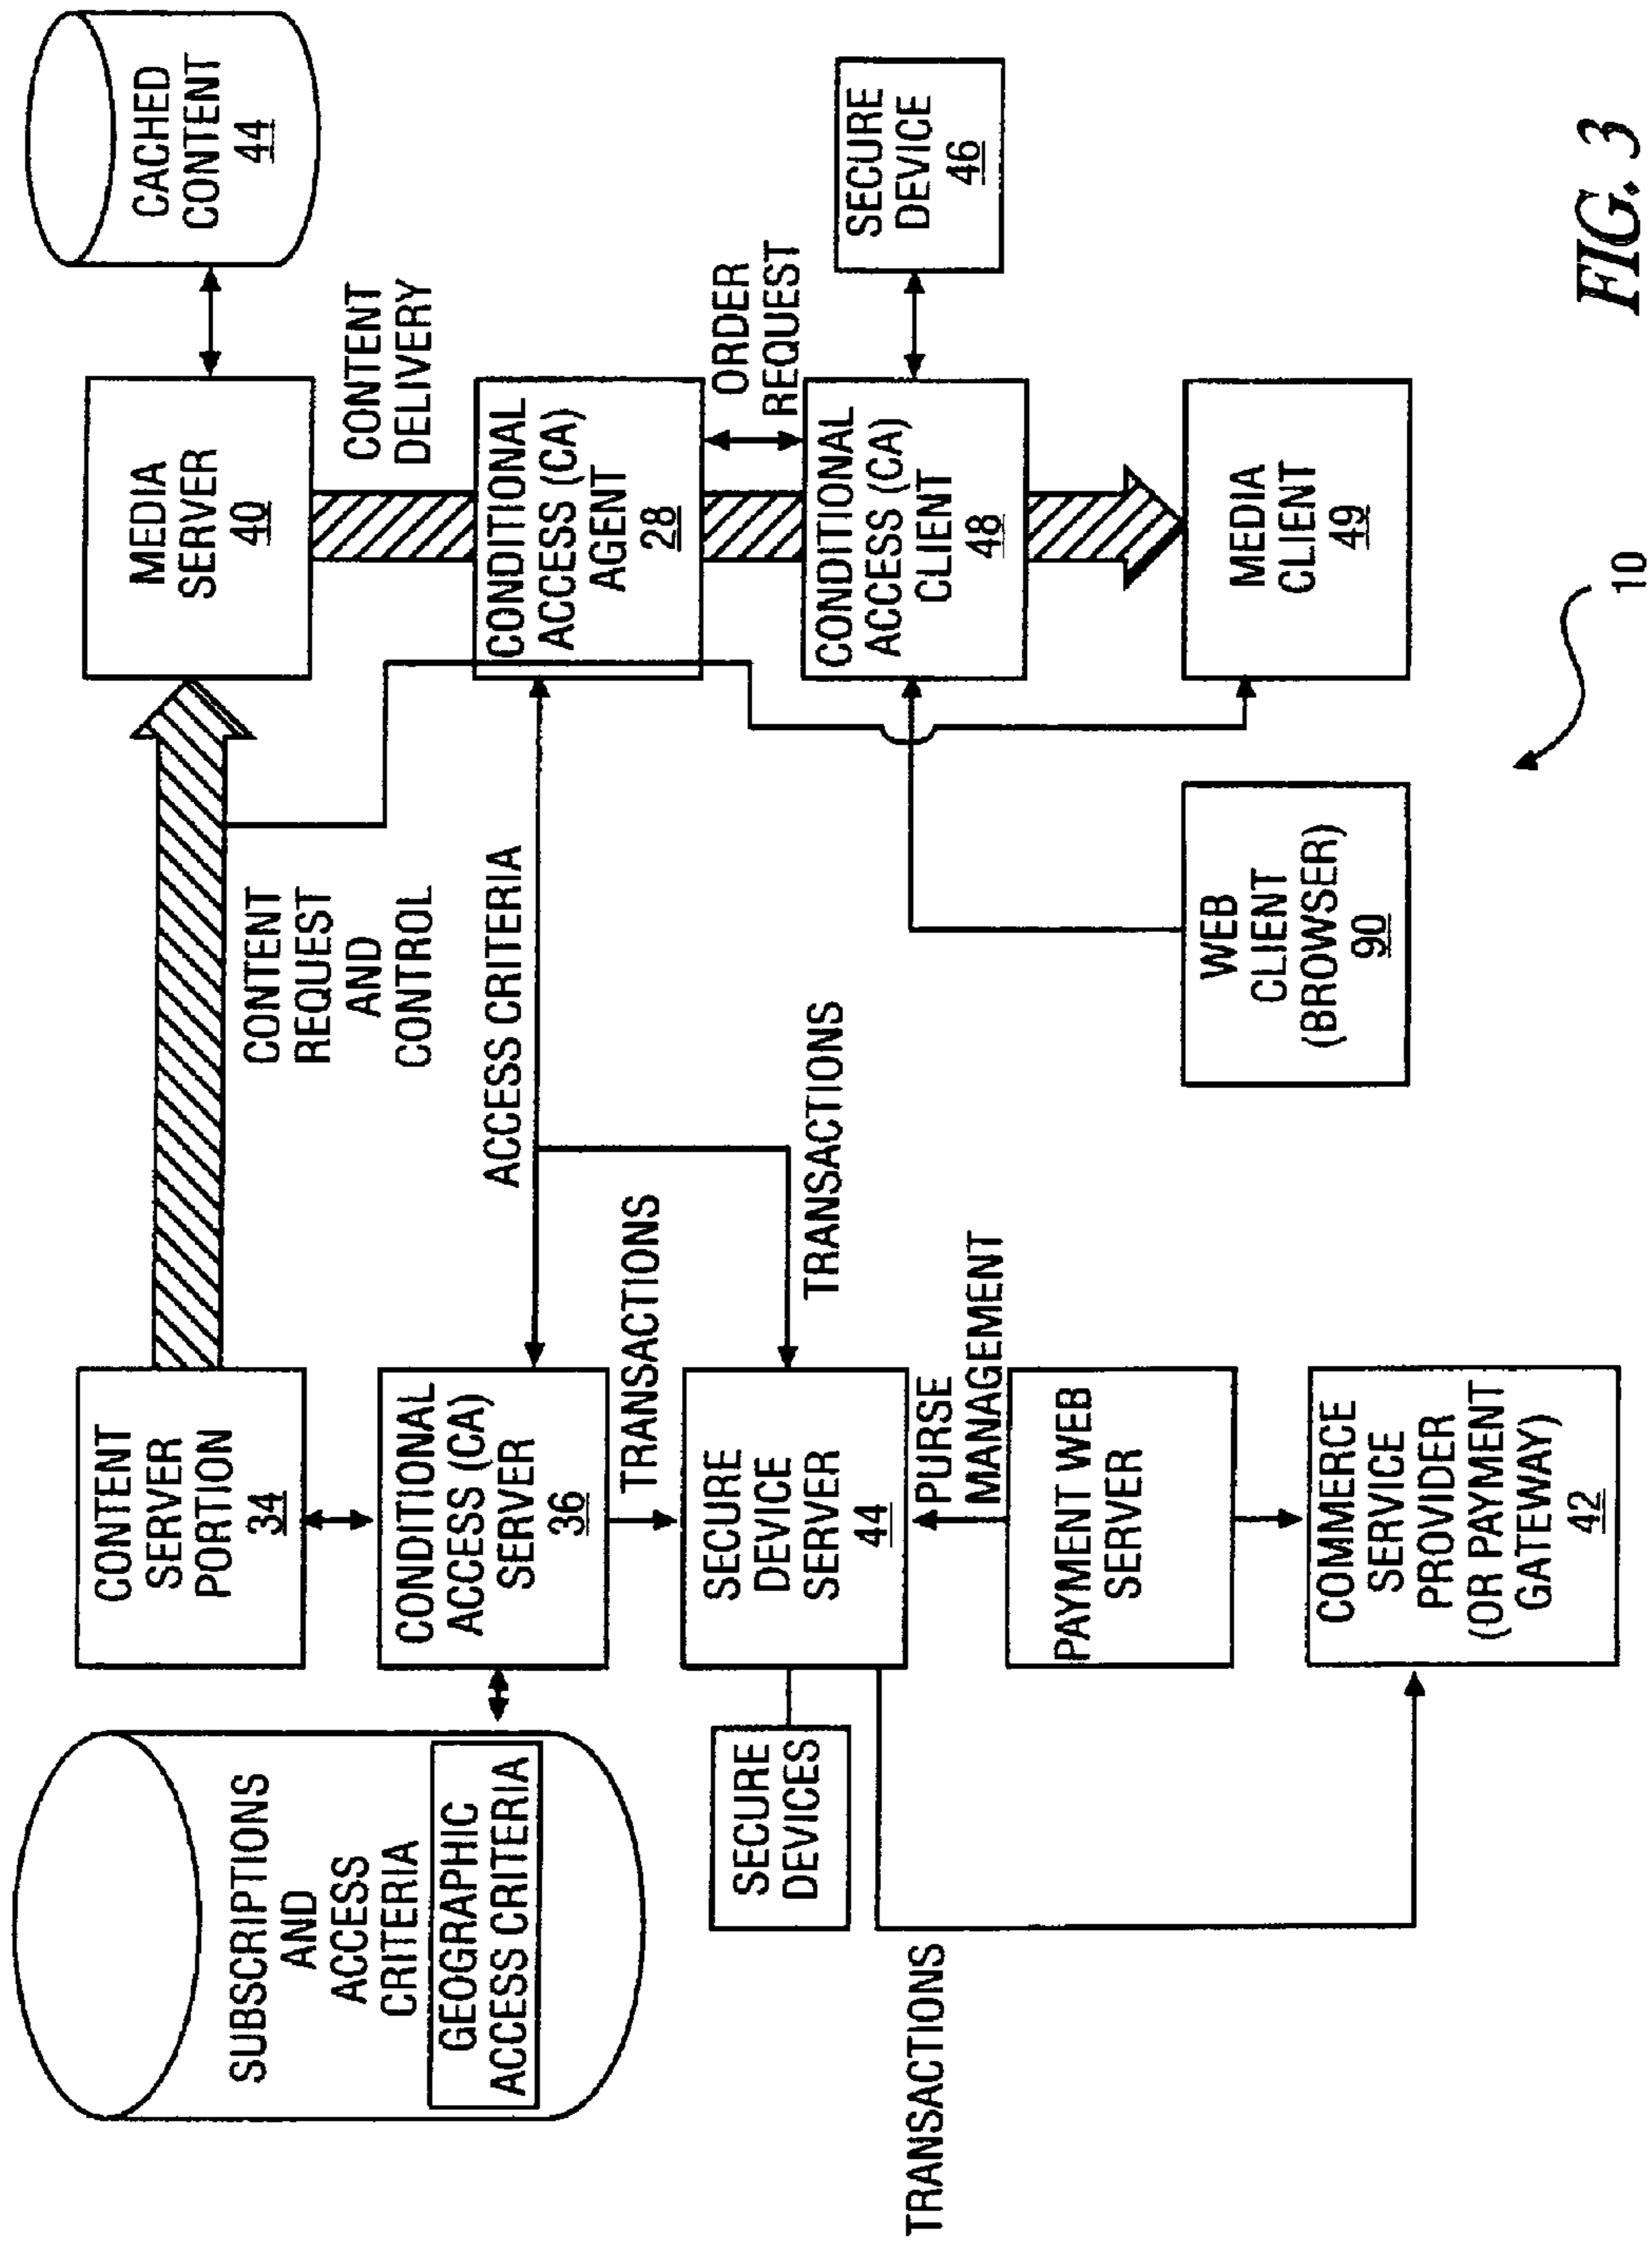 SUBSCRIPTIONS
AND
ACCESS
CRITERIA
GEOGRAPHIC
ACCESS CRITERIA
CONTENT
SERVER
PORTION
34
CONDITIONAL
ACCESS (CA)
SERVER
36
TRANSACTIONS
SECURE
DEVICE
SERVER
44
SECURE
DEVICES
PURSE
MANAGEMENT
PAYMENT WEB
SERVER
COMMERCE
SERVICE
PROVIDER
(OR PAYMENT
GATEWAY)
42
TRANSACTIONS
CONTENT
REQUEST
AND
CONTROL
ACCESS CRITERIA
TRANSACTIONS
WEB
CLIENT
(BROWSER)
90
MEDIA
SERVER
40
CACHED
CONTENT
44
CONTENT
DELIVERY
CONDITIONAL
ACCESS (CA)
AGENT
28
ORDER
REQUEST
CONDITIONAL
ACCESS (CA)
CLIENT
48
SECURE
DEVICE
46
MEDIA
CLIENT
49
10
FIG. 3